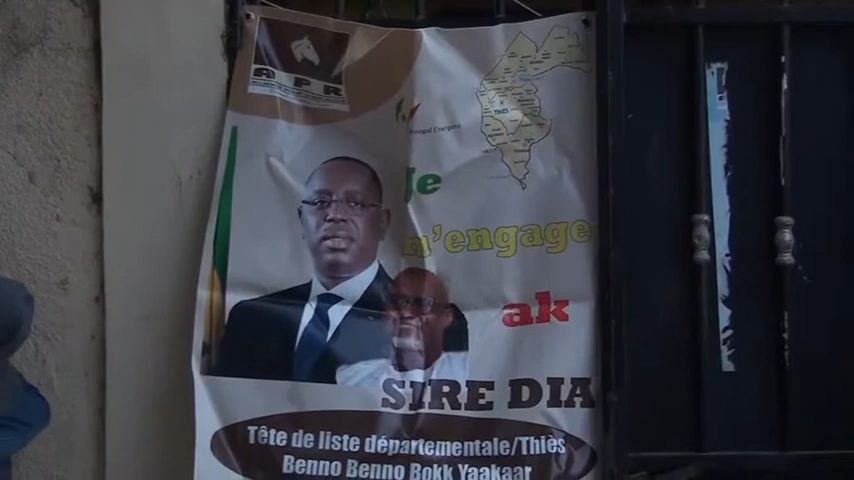 APR
Sénégal Emergent
THIES
Je
m'engage
ak
SIRE DIA
Tête de liste départementale/Thiès
Benno Benno Bokk Yaakaar